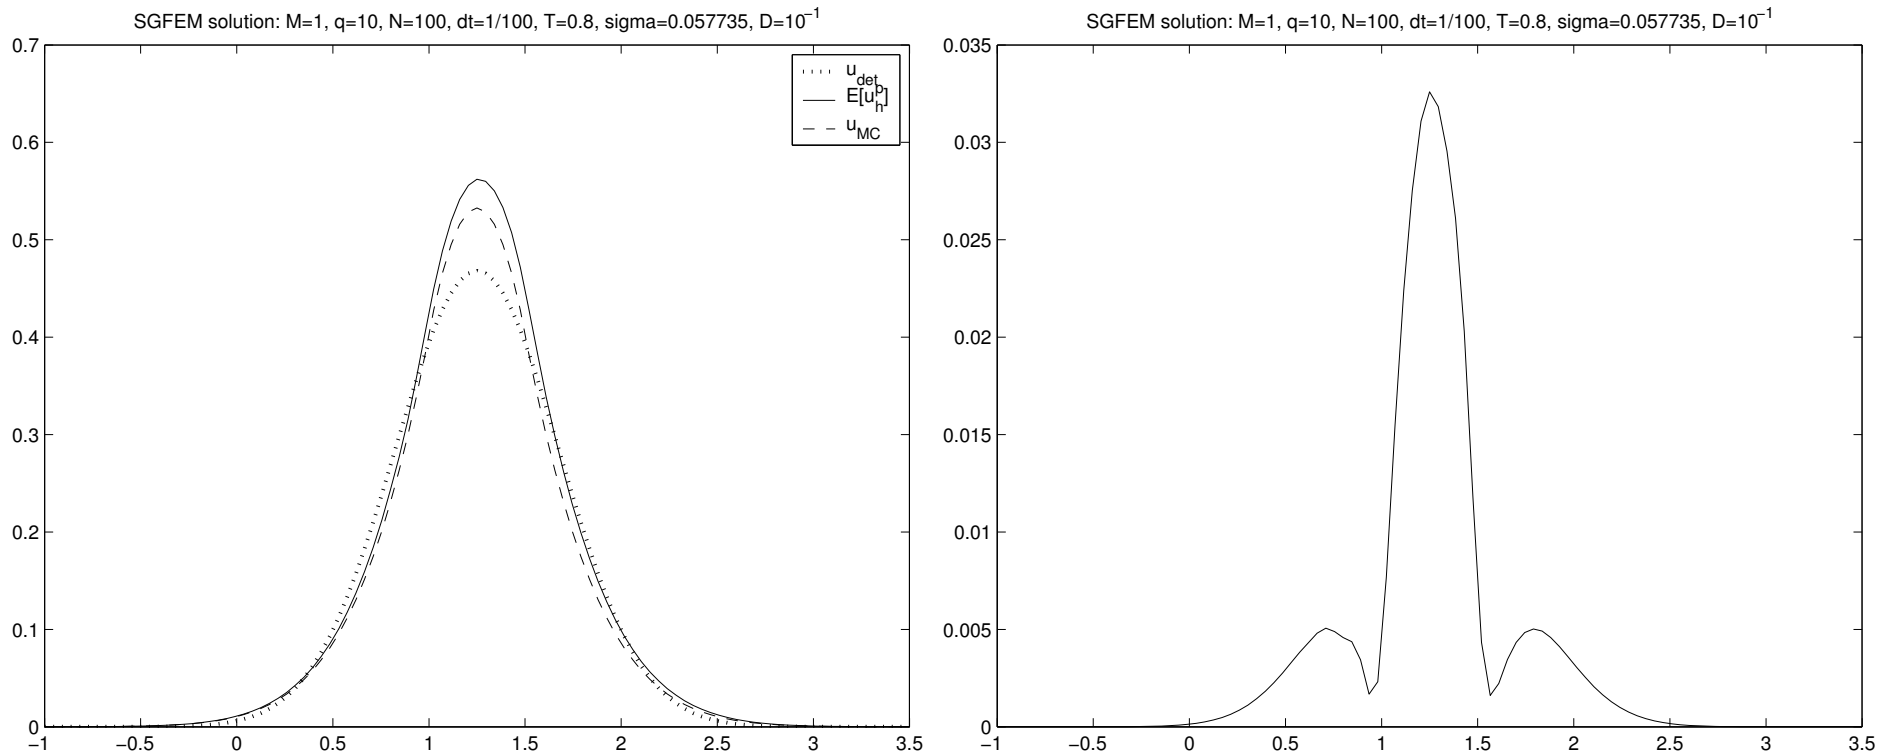 SGFEM solution: M=1, q=10, N=100, dt=1/100, T=0.8, sigma=0.057735, D=10⁻¹
0.7
0.6
0.5
0.4
0.3
0.2
0.1
0
−1 −0.5 0 0.5 1 1.5 2 2.5 3 3.5
u_det
E[u_h^p]
u_MC
SGFEM solution: M=1, q=10, N=100, dt=1/100, T=0.8, sigma=0.057735, D=10⁻¹
0.035
0.03
0.025
0.02
0.015
0.01
0.005
0
−1 −0.5 0 0.5 1 1.5 2 2.5 3 3.5